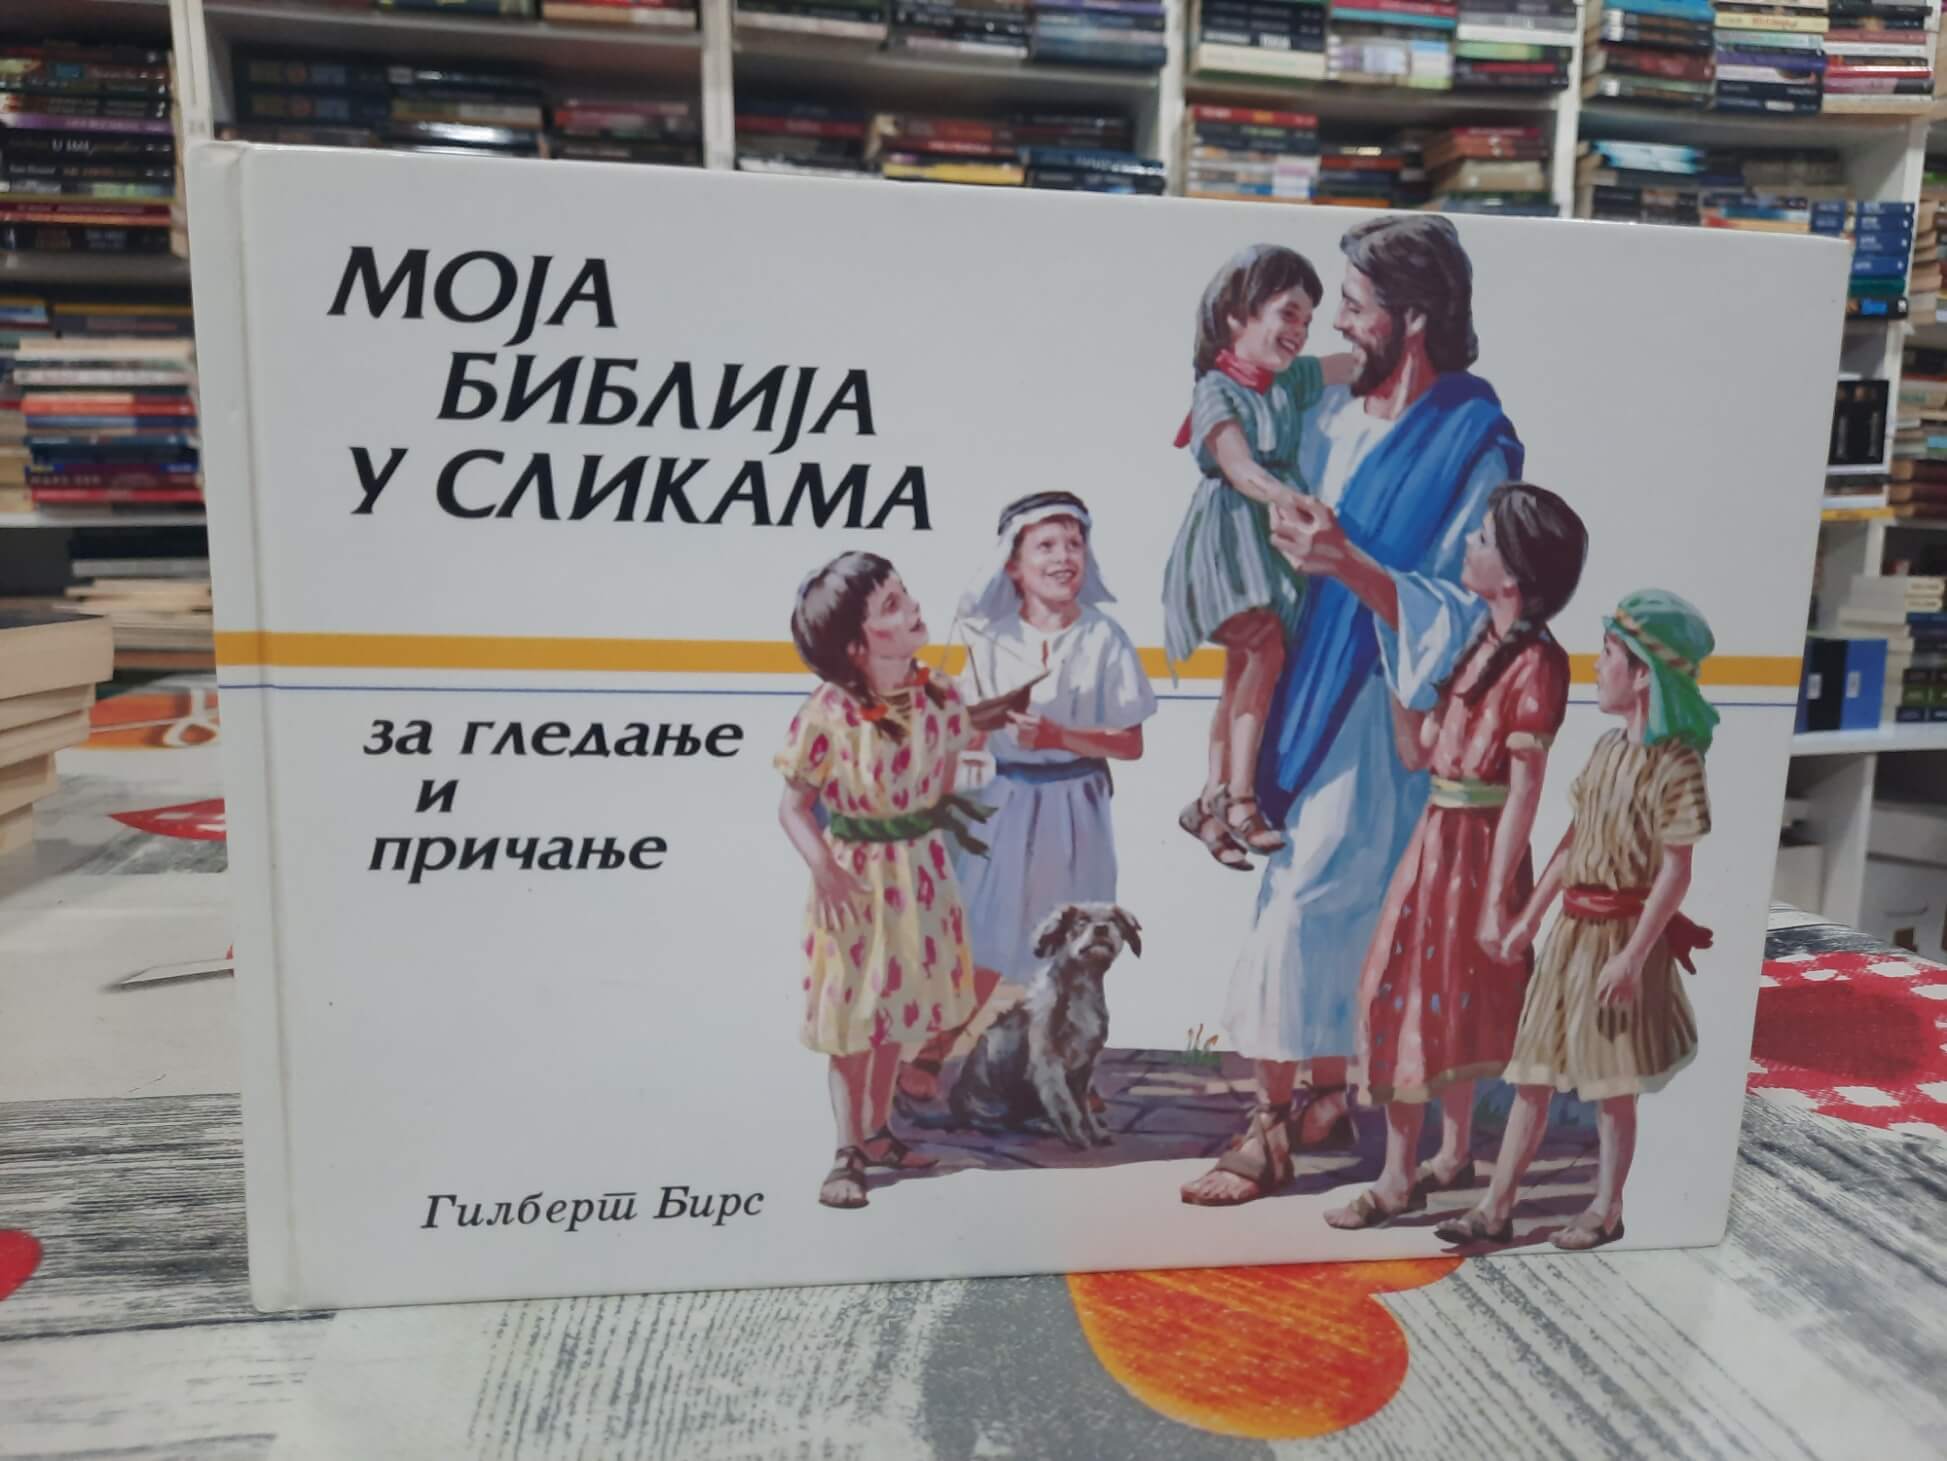 МОЈА
БИБЛИЈА
У СЛИКАМА
за гледање
и
причање
Гилберт Бирс